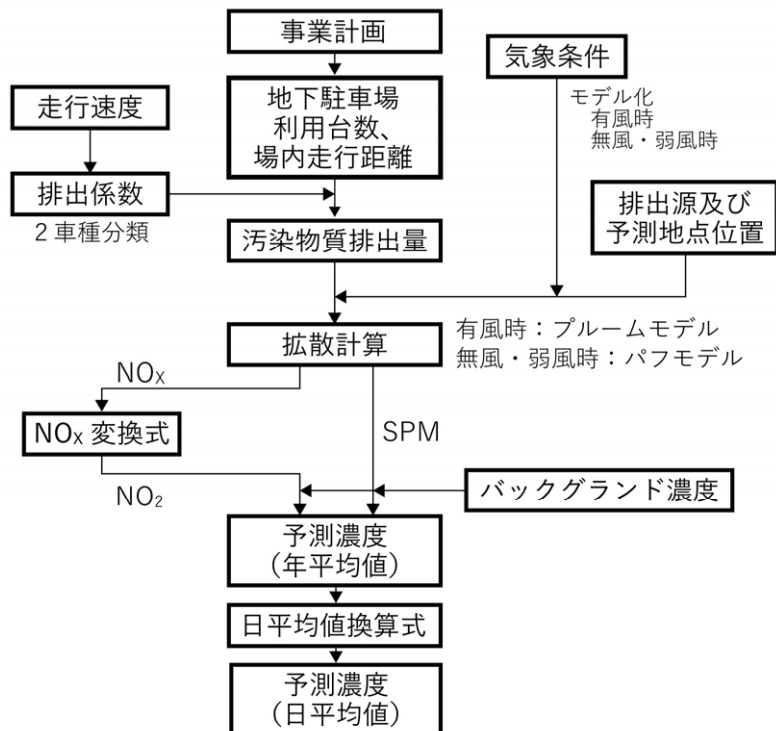 事業計画
気象条件
モデル化
有風時
無風・弱風時
走行速度
地下駐車場
利用台数、
場内走行距離
排出係数
2車種分類
排出源及び
予測地点位置
汚染物質排出量
拡散計算
有風時：プルームモデル
無風・弱風時：パフモデル
NOX
NOX 変換式
SPM
NO2
バックグランド濃度
予測濃度
（年平均値）
日平均値換算式
予測濃度
（日平均値）